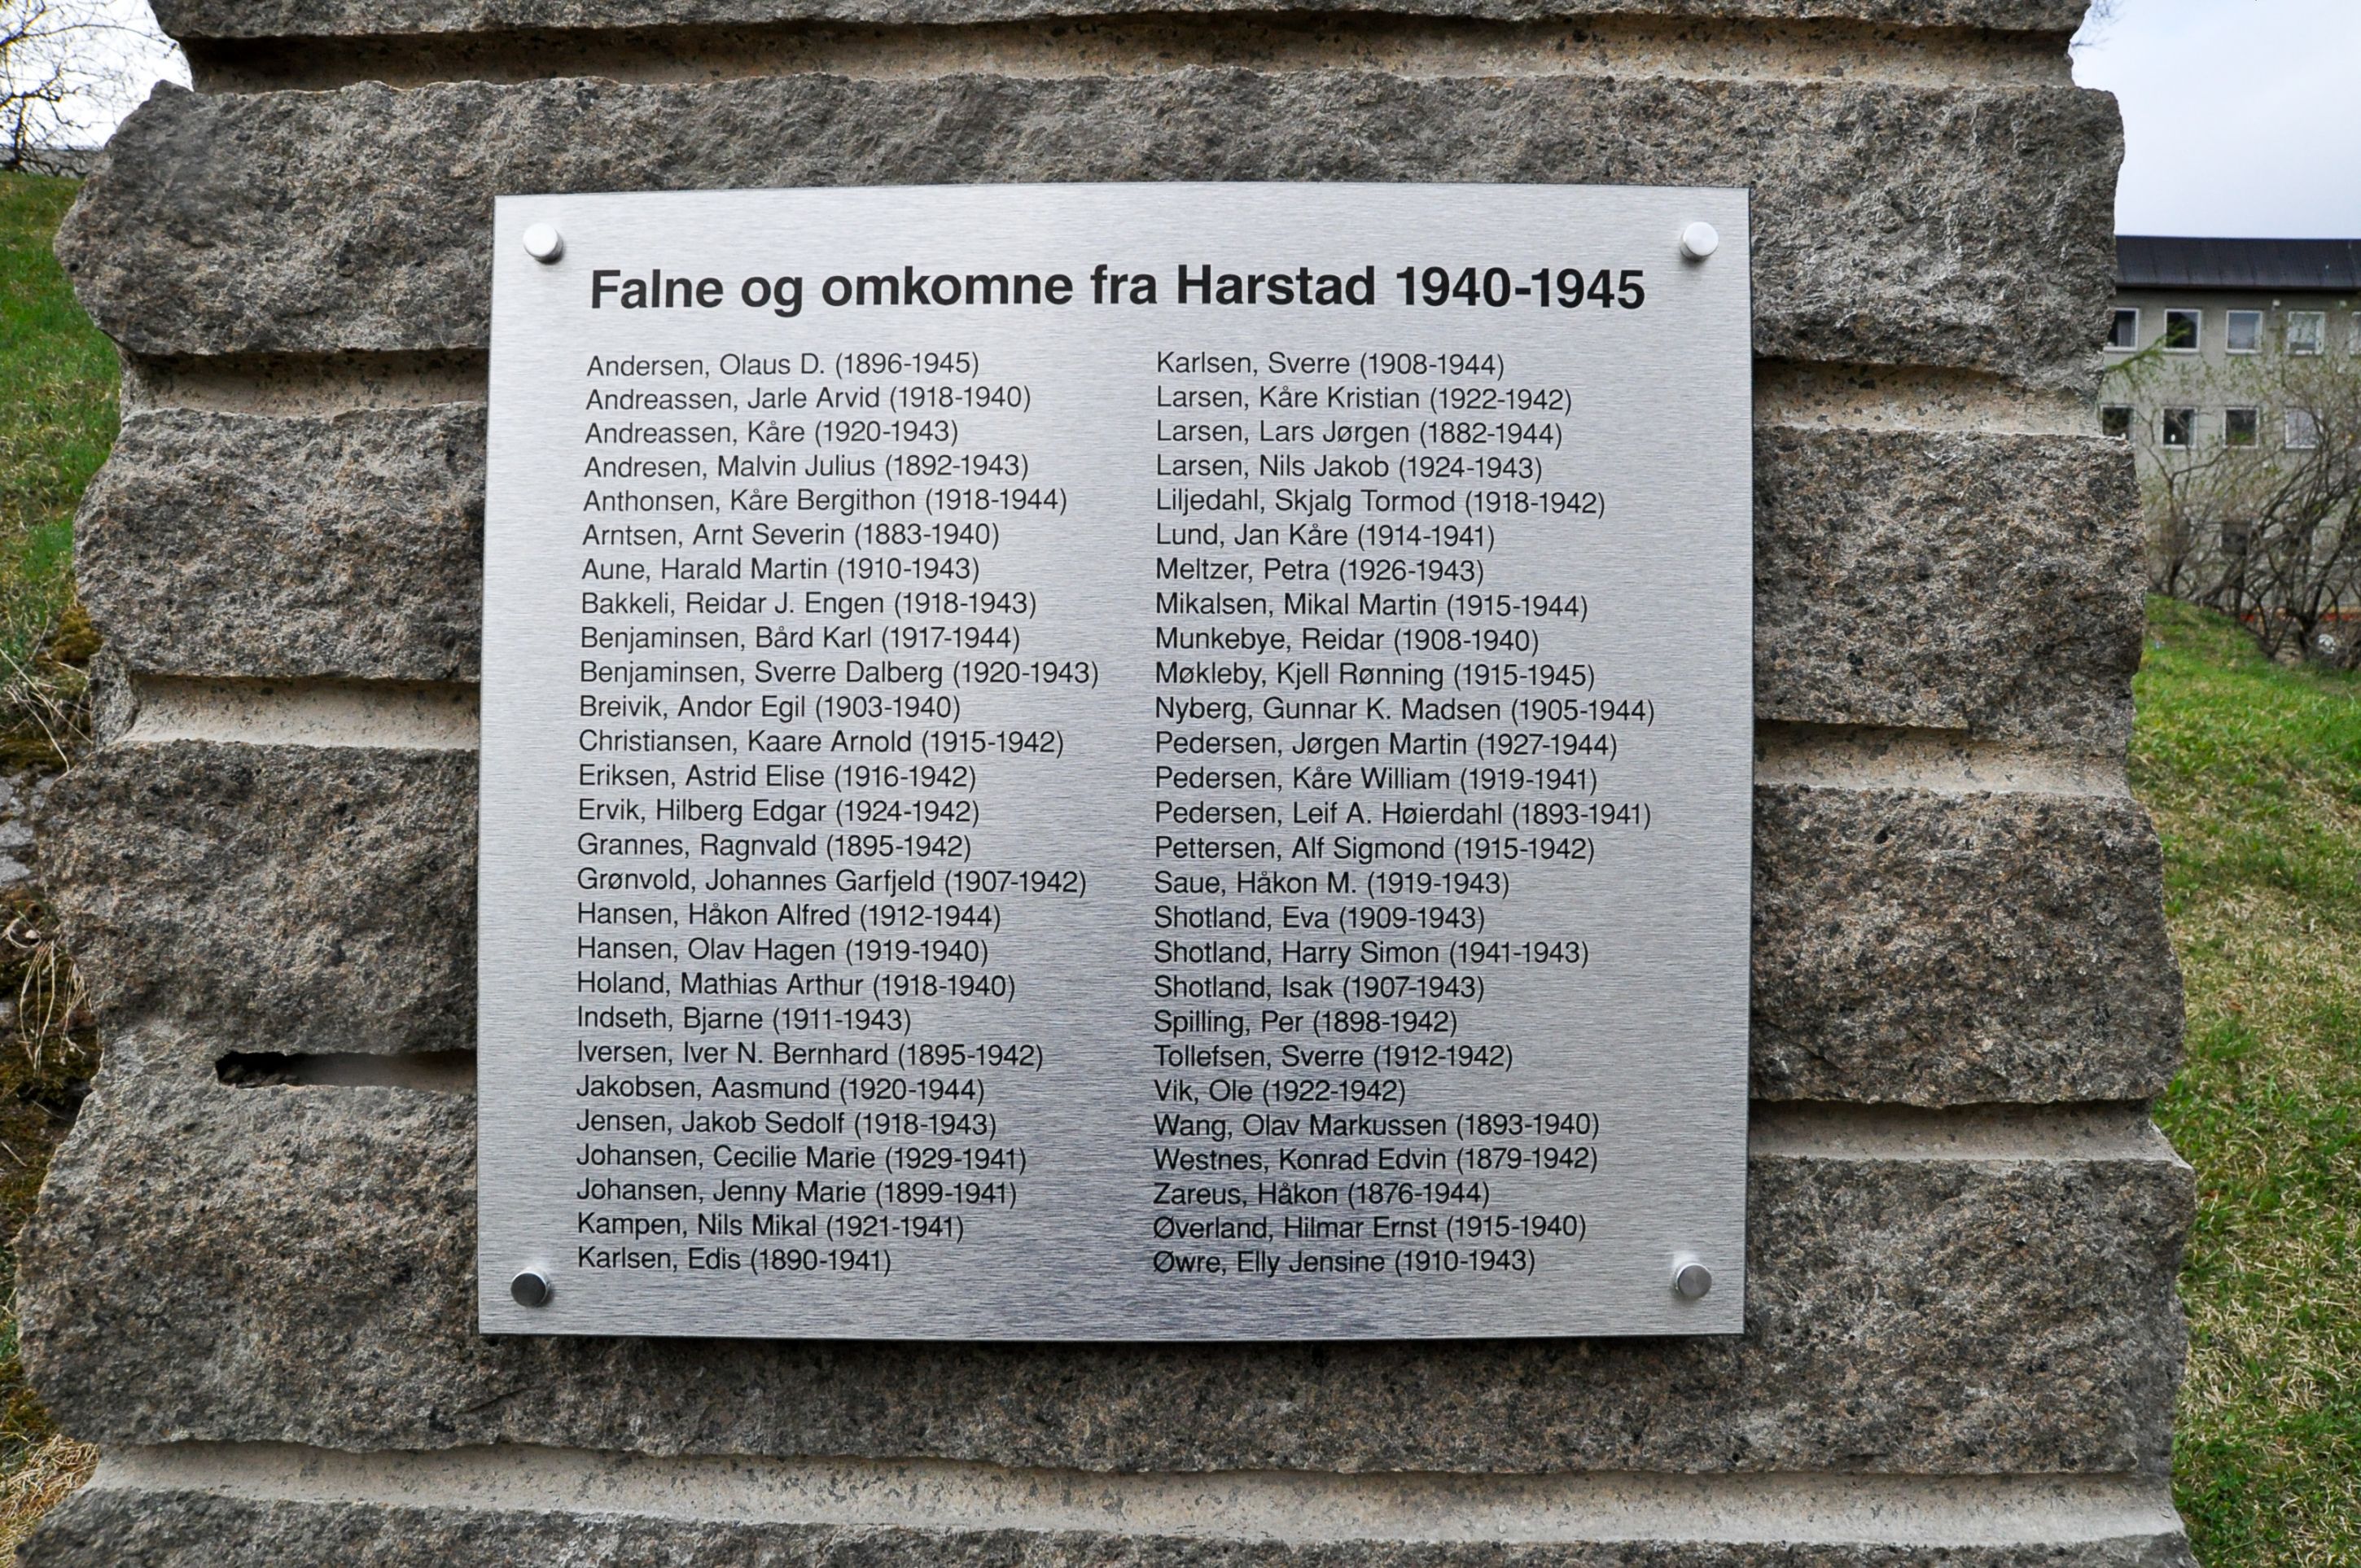 Falne og omkomne fra Harstad 1940-1945
Andersen, Olaus D. (1896-1945)
Andreassen, Jarle Arvid (1918-1940)
Andreassen, Kåre (1920-1943)
Andresen, Malvin Julius (1892-1943)
Anthonsen, Kåre Bergithon (1918-1944)
Arntsen, Arnt Severin (1883-1940)
Aune, Harald Martin (1910-1943)
Bakkeli, Reidar J. Engen (1918-1943)
Benjaminsen, Bård Karl (1917-1944)
Benjaminsen, Sverre Dalberg (1920-1943)
Breivik, Andor Egil (1903-1940)
Christiansen, Kaare Arnold (1915-1942)
Eriksen, Astrid Elise (1916-1942)
Ervik, Hilberg Edgar (1924-1942)
Grannes, Ragnvald (1895-1942)
Grønvold, Johannes Garfjeld (1907-1942)
Hansen, Håkon Alfred (1912-1944)
Hansen, Olav Hagen (1919-1940)
Holand, Mathias Arthur (1918-1940)
Indseth, Bjarne (1911-1943)
Iversen, Iver N. Bernhard (1895-1942)
Jakobsen, Aasmund (1920-1944)
Jensen, Jakob Sedolf (1918-1943)
Johansen, Cecilie Marie (1929-1941)
Johansen, Jenny Marie (1899-1941)
Kampen, Nils Mikal (1921-1941)
Karlsen, Edis (1890-1941)
Karlsen, Sverre (1908-1944)
Larsen, Kåre Kristian (1922-1942)
Larsen, Lars Jørgen (1882-1944)
Larsen, Nils Jakob (1924-1943)
Liljedahl, Skjalg Tormod (1918-1942)
Lund, Jan Kåre (1914-1941)
Meltzer, Petra (1926-1943)
Mikalsen, Mikal Martin (1915-1944)
Munkebye, Reidar (1908-1940)
Møkleby, Kjell Rønning (1915-1945)
Nyberg, Gunnar K. Madsen (1905-1944)
Pedersen, Jørgen Martin (1927-1944)
Pedersen, Kåre William (1919-1941)
Pedersen, Leif A. Høierdahl (1893-1941)
Pettersen, Alf Sigmond (1915-1942)
Saue, Håkon M. (1919-1943)
Shotland, Eva (1909-1943)
Shotland, Harry Simon (1941-1943)
Shotland, Isak (1907-1943)
Spilling, Per (1898-1942)
Tollefsen, Sverre (1912-1942)
Vik, Ole (1922-1942)
Wang, Olav Markussen (1893-1940)
Westnes, Konrad Edvin (1879-1942)
Zareus, Håkon (1876-1944)
Øverland, Hilmar Ernst (1915-1940)
Øwre, Elly Jensine (1910-1943)